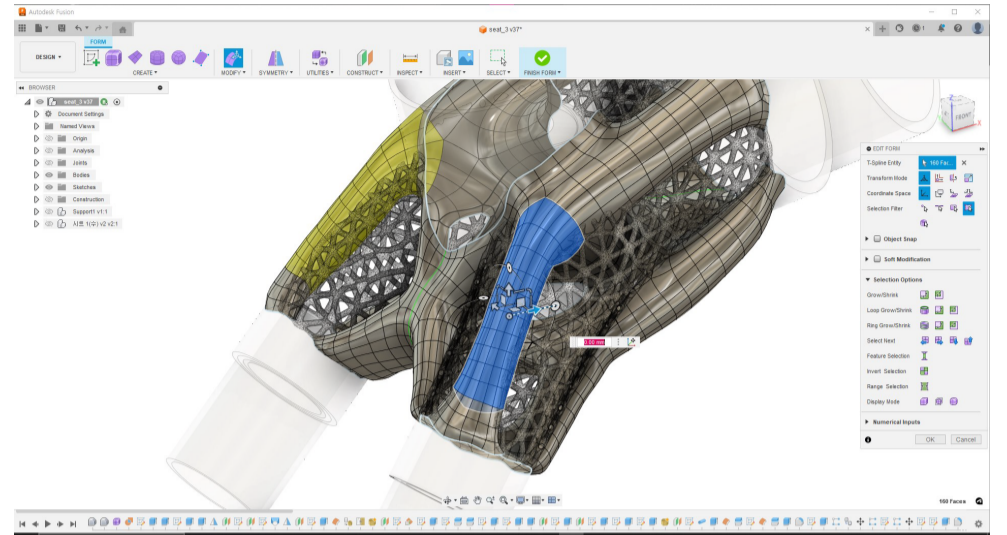 Autodesk Fusion
seat_3 v37*
FORM
DESIGN
CREATE
MODIFY
SYMMETRY
UTILITIES
CONSTRUCT
INSPECT
INSERT
SELECT
FINISH FORM
BROWSER
seat_3 v37
Document Settings
Named Views
Origin
Analysis
Joints
Bodies
Sketches
Construction
Support1 v1:1
시트 1(수) v2 v2:1
FRONT
X
EDIT FORM
T-Spline Entity
160 Fac...
Transform Mode
Coordinate Space
Selection Filter
Object Snap
Soft Modification
Selection Options
Grow/Shrink
Loop Grow/Shrink
Ring Grow/Shrink
Select Next
Feature Selection
Invert Selection
Range Selection
Display Mode
Numerical Inputs
OK Cancel
0.00 mm
160 Faces